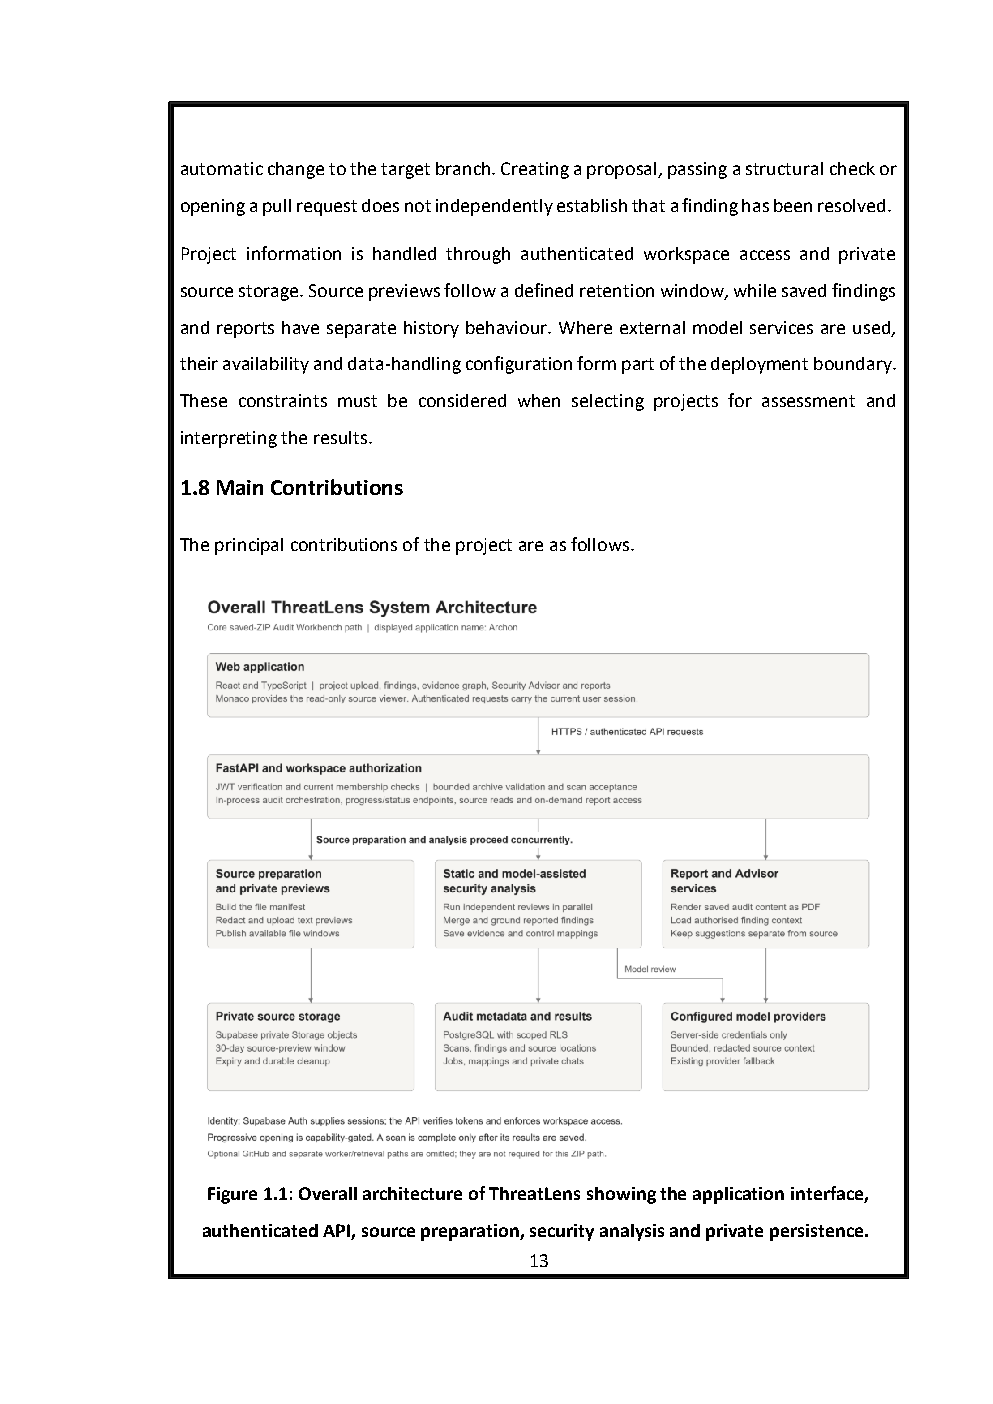 automatic change to the target branch. Creating a proposal, passing a structural check or
opening a pull request does not independently establish that a finding has been resolved.
Project information is handled through authenticated workspace access and private
source storage. Source previews follow a defined retention window, while saved findings
and reports have separate history behaviour. Where external model services are used,
their availability and data-handling configuration form part of the deployment boundary.
These constraints must be considered when selecting projects for assessment and
interpreting the results.
1.8 Main Contributions
The principal contributions of the project are as follows.
Overall ThreatLens System Architecture
Core saved-ZIP Audit Workbench path | displayed application name: Archon
Web application
React and TypeScript | project upload, findings, evidence graph, Security Advisor and reports
Monaco provides the read-only source viewer. Authenticated requests carry the current user session.
HTTPS / authenticated API requests
FastAPI and workspace authorization
JWT verification and current membership checks | bounded archive validation and scan acceptance
In-process audit orchestration, progress/status endpoints, source reads and on-demand report access
Source preparation and analysis proceed concurrently.
Source preparation
and private previews
Build the file manifest
Redact and upload text previews
Publish available file windows
Static and model-assisted
security analysis
Run independent reviews in parallel
Merge and ground reported findings
Save evidence and control mappings
Report and Advisor
services
Render saved audit content as PDF
Load authorised finding context
Keep suggestions separate from source
Model review
Private source storage
Supabase private Storage objects
30-day source-preview window
Expiry and durable cleanup
Audit metadata and results
PostgreSQL with scoped RLS
Scans, findings and source locations
Jobs, mappings and private chats
Configured model providers
Server-side credentials only
Bounded, redacted source context
Existing provider fallback
Identity: Supabase Auth supplies sessions; the API verifies tokens and enforces workspace access.
Progressive opening is capability-gated. A scan is complete only after its results are saved.
Optional GitHub and separate worker/retrieval paths are omitted; they are not required for this ZIP path.
Figure 1.1: Overall architecture of ThreatLens showing the application interface,
authenticated API, source preparation, security analysis and private persistence.
13